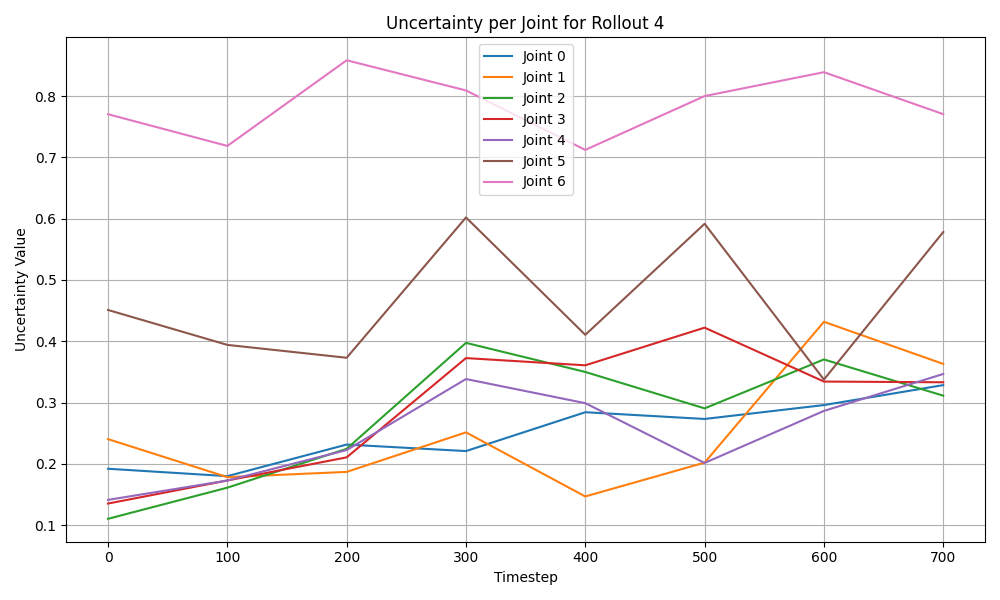 Uncertainty per Joint for Rollout 4
Joint 0
Joint 1
Joint 2
Joint 3
Joint 4
Joint 5
Joint 6
Uncertainty Value
0.8
0.7
0.6
0.5
0.4
0.3
0.2
0.1
0 100 200 300 400 500 600 700
Timestep